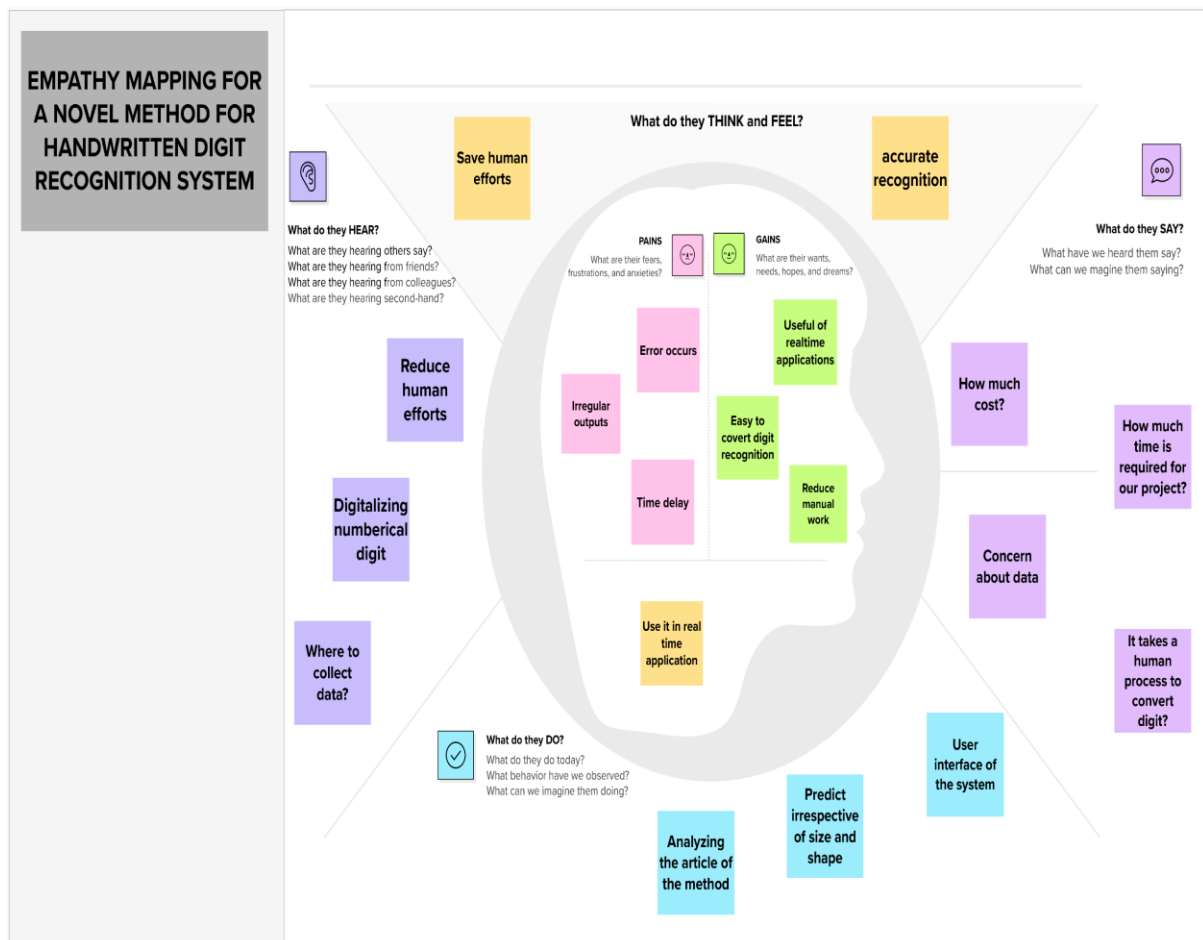 EMPATHY MAPPING FOR
A NOVEL METHOD FOR
HANDWRITTEN DIGIT
RECOGNITION SYSTEM
What do they THINK and FEEL?
Save human
efforts
accurate
recognition
What do they HEAR?
What are they hearing others say?
What are they hearing from friends?
What are they hearing from colleagues?
What are they hearing second-hand?
Reduce
human
efforts
Digitalizing
numberical
digit
Where to
collect
data?
PAINS
What are their fears,
frustrations, and anxieties?
Error occurs
Irregular
outputs
Time delay
GAINS
What are their wants,
needs, hopes, and dreams?
Useful of
realtime
applications
Easy to
covert digit
recognition
Reduce
manual
work
Use it in real
time
application
What do they SAY?
What have we heard them say?
What can we magine them saying?
How much
cost?
How much
time is
required for
our project?
Concern
about data
It takes a
human
process to
convert
digit?
What do they DO?
What do they do today?
What behavior have we observed?
What can we imagine them doing?
Analyzing
the article of
the method
Predict
irrespective
of size and
shape
User
interface of
the system